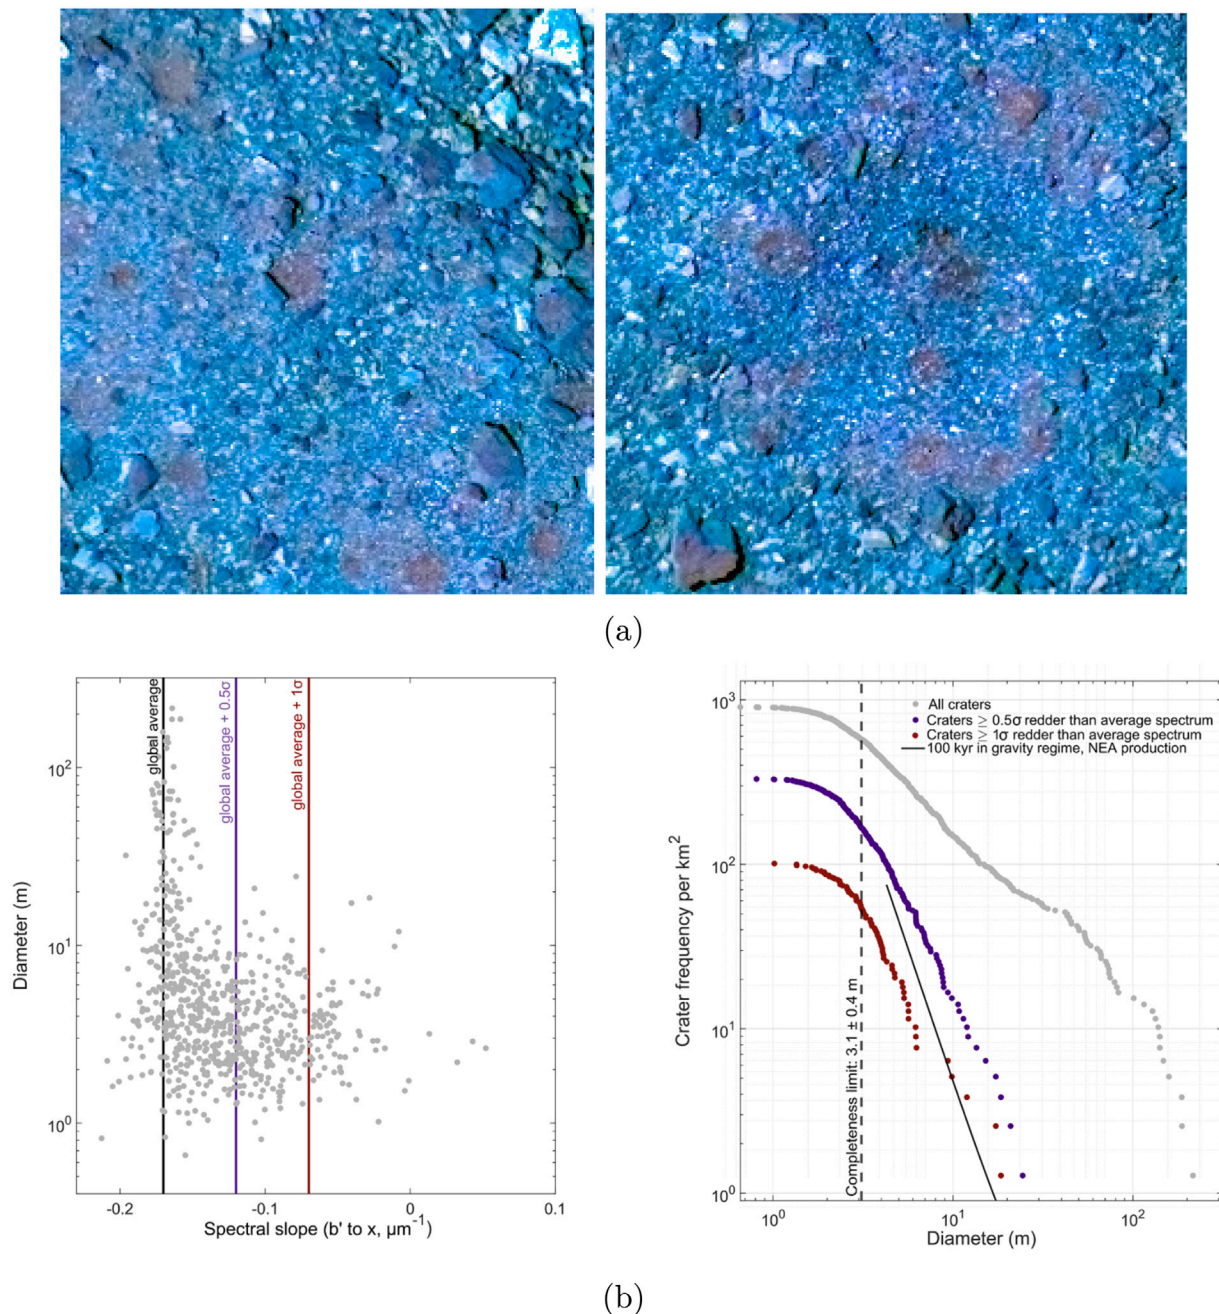 (a)
global average
global average + 0.5σ
global average + 1σ
10²
10¹
10⁰
Diameter (m)
-0.2
-0.1
0
0.1
Spectral slope (b' to x, μm⁻¹)
All craters
Craters ≥ 0.5σ redder than average spectrum
Craters ≥ 1σ redder than average spectrum
100 kyr in gravity regime, NEA production
Completeness limit: 3.1 ± 0.4 m
10³
10²
10¹
10⁰
Crater frequency per km²
10⁰
10¹
10²
Diameter (m)
(b)